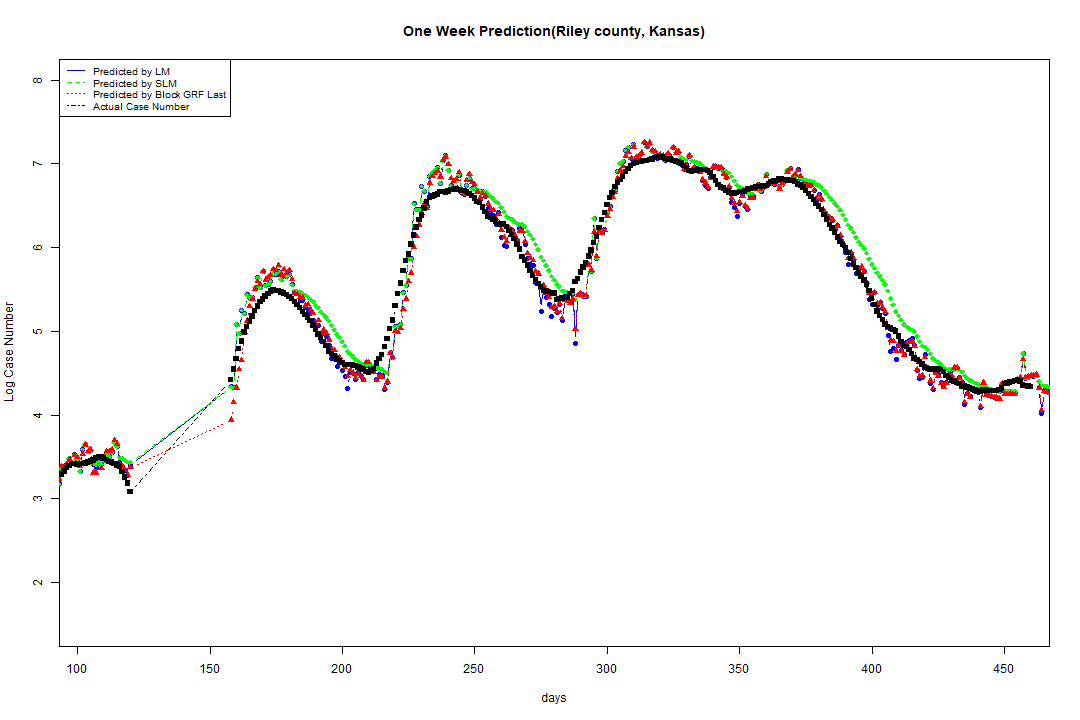 One Week Prediction(Riley county, Kansas)
Predicted by LM
Predicted by SLM
Predicted by Block GRF Last
Actual Case Number
8
7
6
5
4
3
2
Log Case Number
100 150 200 250 300 350 400 450
days